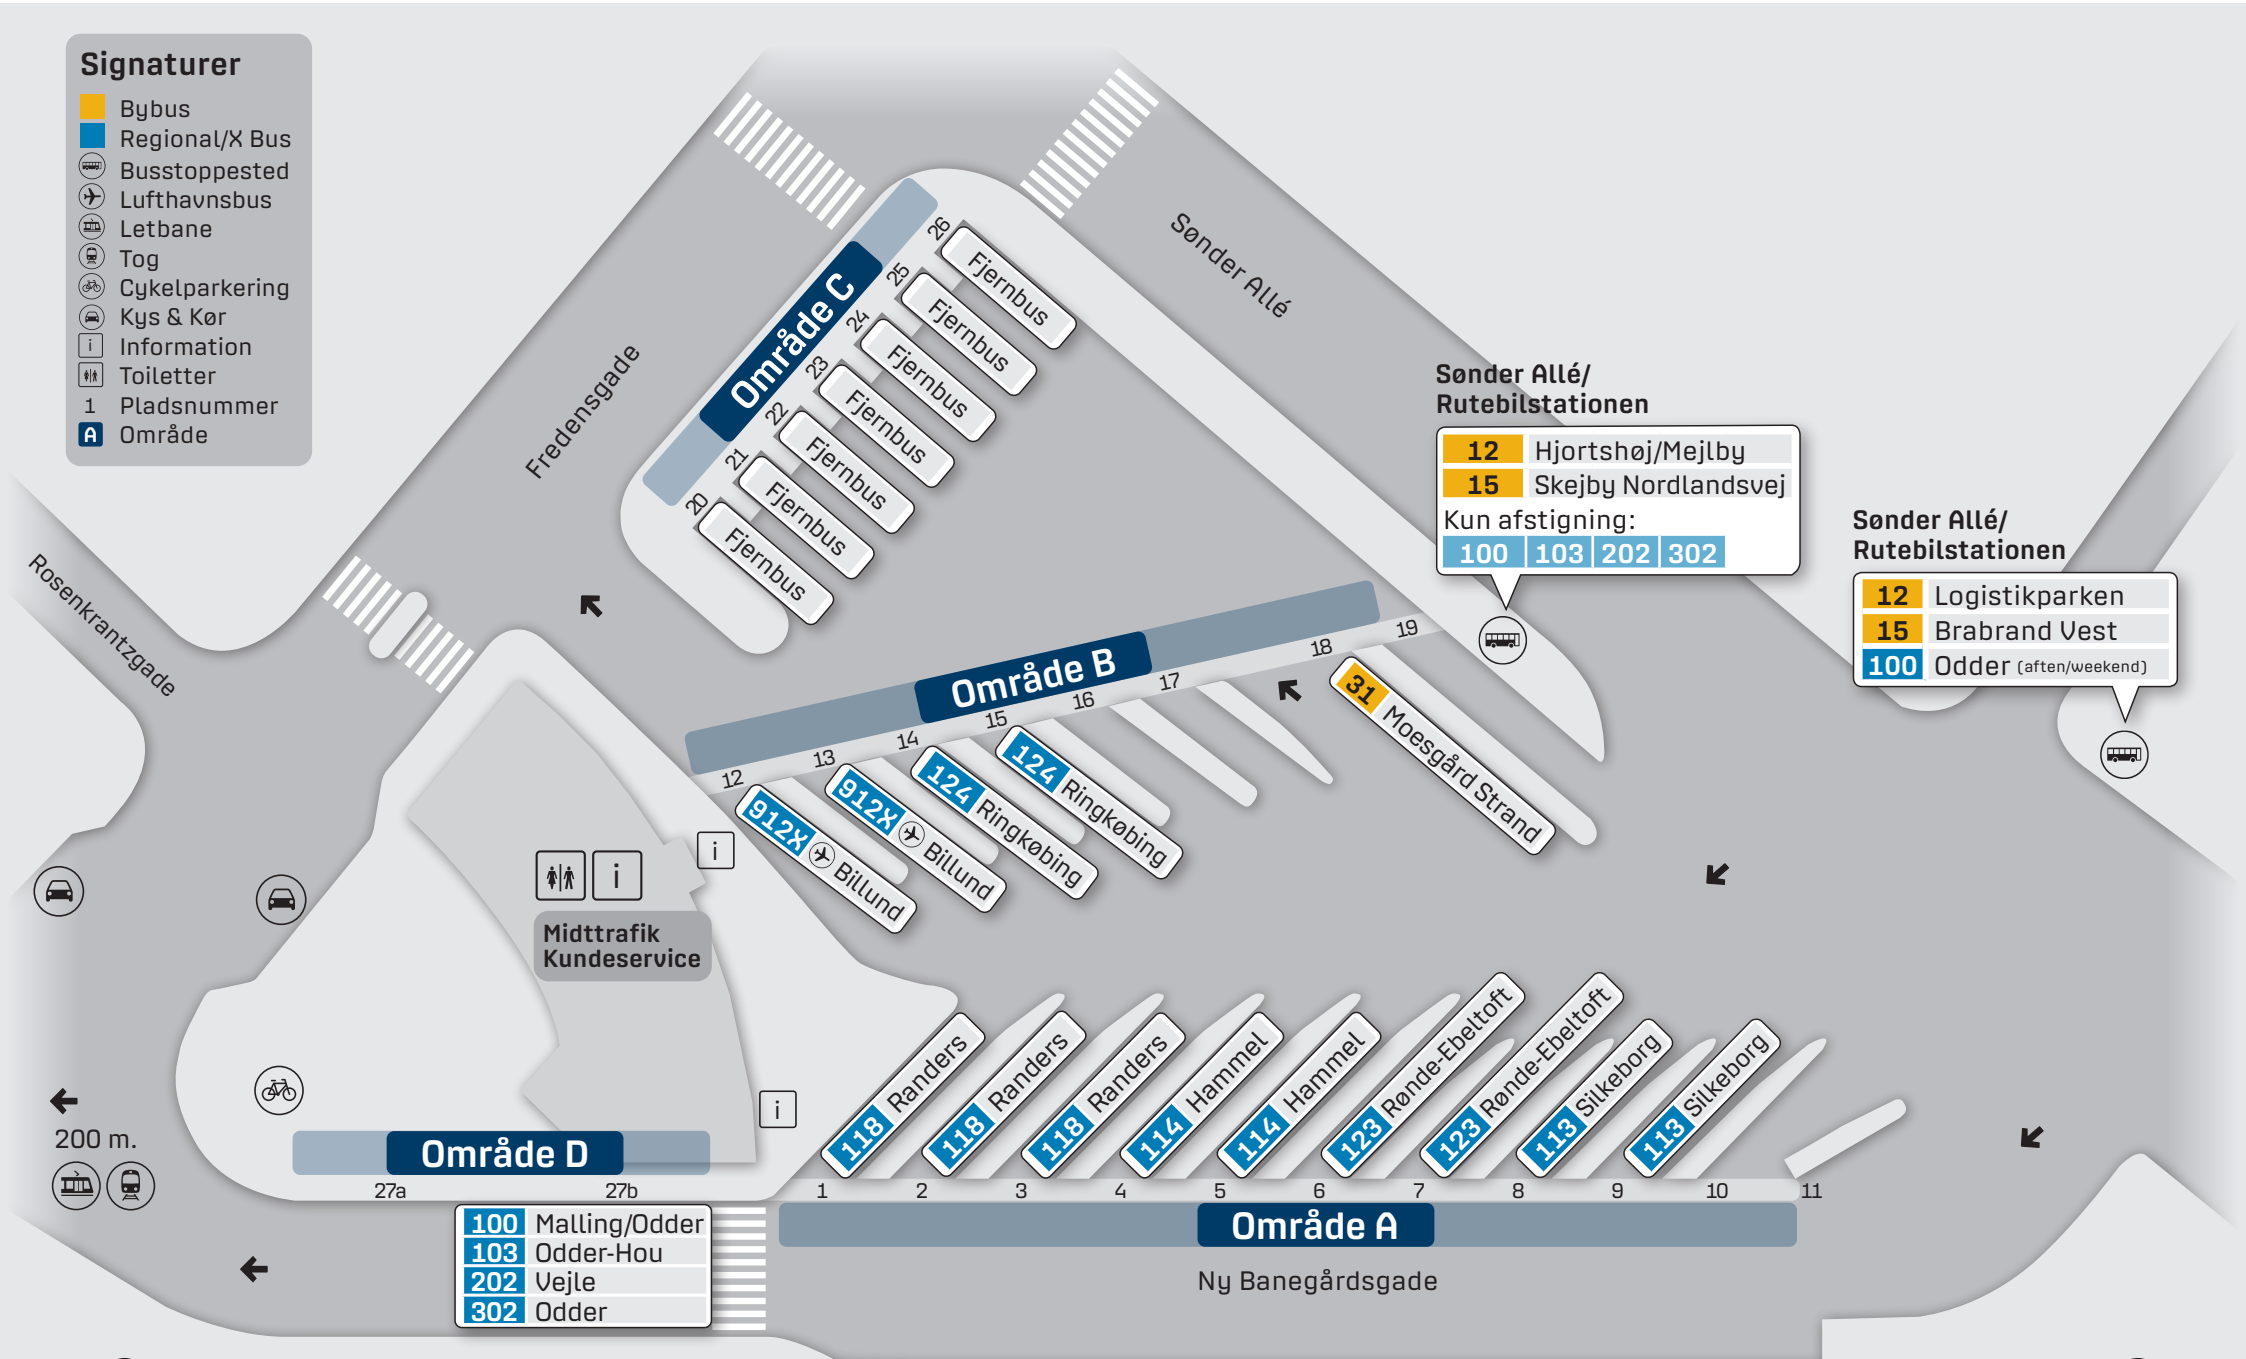 Signaturer
Bybus
Regional/X Bus
Busstoppested
Lufthavnsbus
Letbane
Tog
Cykelparkering
Kys & Kør
i Information
Toiletter
1 Pladsnummer
A Område
Fredensgade
Sønder Allé
Rosenkrantzgade
Område C
26 Fjernbus
25 Fjernbus
24 Fjernbus
23 Fjernbus
22 Fjernbus
21 Fjernbus
20 Fjernbus
Sønder Allé/
Rutebilstationen
12 Hjortshøj/Mejlby
15 Skejby Nordlandsvej
Kun afstigning:
100 103 202 302
Sønder Allé/
Rutebilstationen
12 Logistikparken
15 Brabrand Vest
100 Odder (aften/weekend)
Område B
12
13
14
15
16
17
18
19
912X Billund
912X Billund
124 Ringkøbing
124 Ringkøbing
31 Moesgård Strand
i
i
Midttrafik
Kundeservice
i
200 m.
Område D
27a
27b
100 Malling/Odder
103 Odder-Hou
202 Vejle
302 Odder
118 Randers
118 Randers
118 Randers
114 Hammel
114 Hammel
123 Rønde-Ebeltoft
123 Rønde-Ebeltoft
113 Silkeborg
113 Silkeborg
1 2 3 4 5 6 7 8 9 10 11
Område A
Ny Banegårdsgade